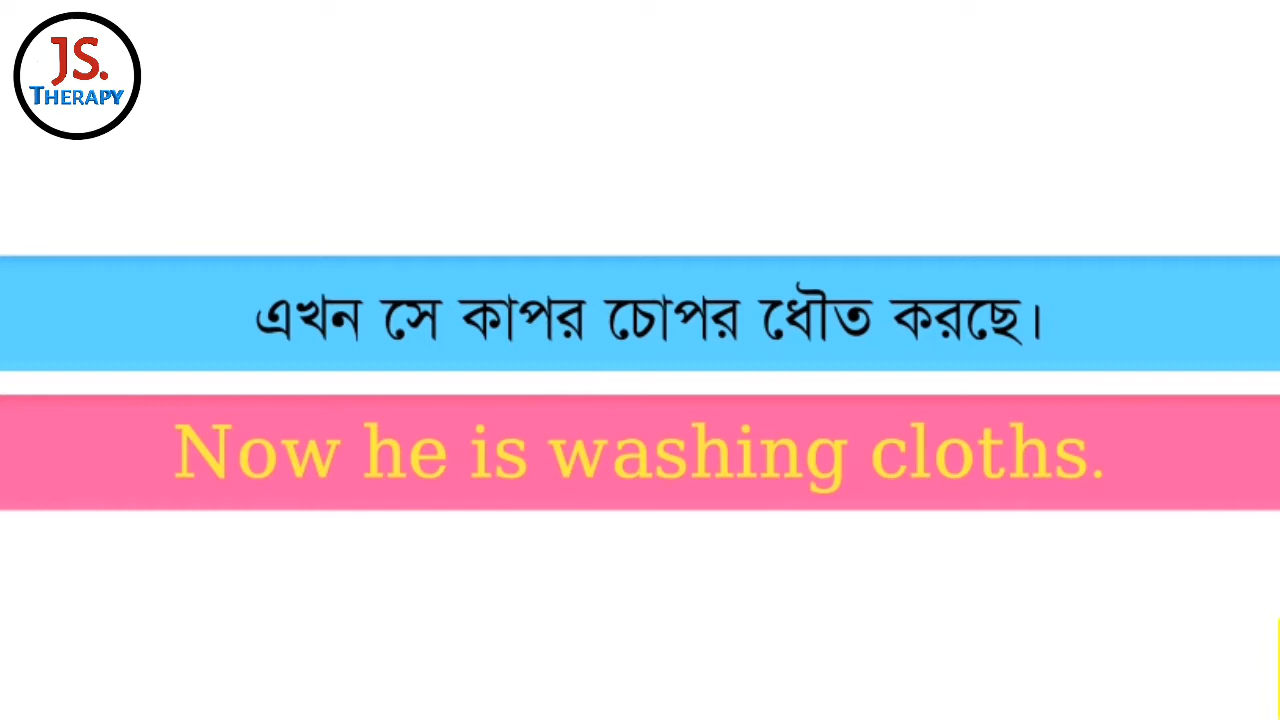 JS.
THERAPY
এখন সে কাপর চোপর ধৌত করছে।
Now he is washing cloths.